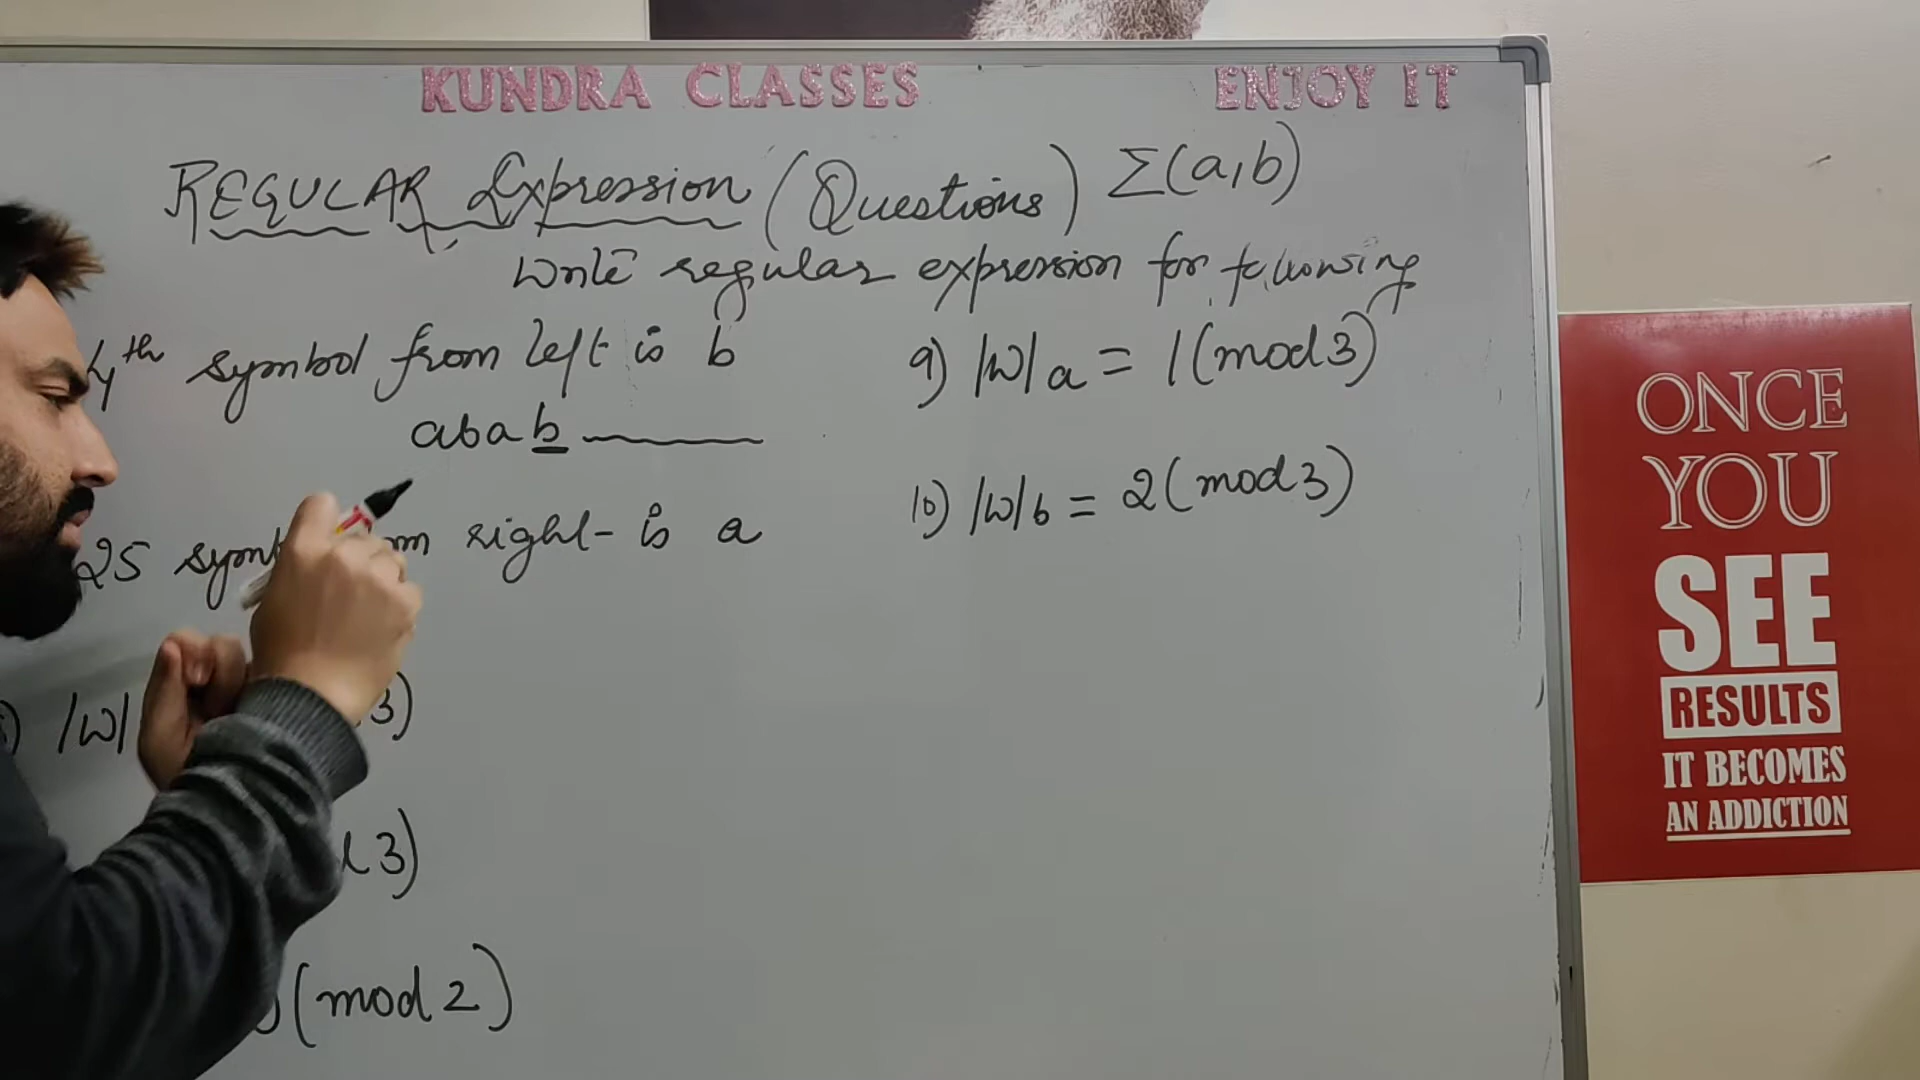 KUNDRA CLASSES ENJOY IT
REGULAR Expression (Questions) Σ(a,b)
Write regular expression for following
4th symbol from left is b
abab
25 right is a
|w| 3)
3)
(mod 2)
9) |w|a = 1(mod 3)
10) |w|b = 2(mod 3)
ONCE
YOU
SEE
RESULTS
IT BECOMES
AN ADDICTION